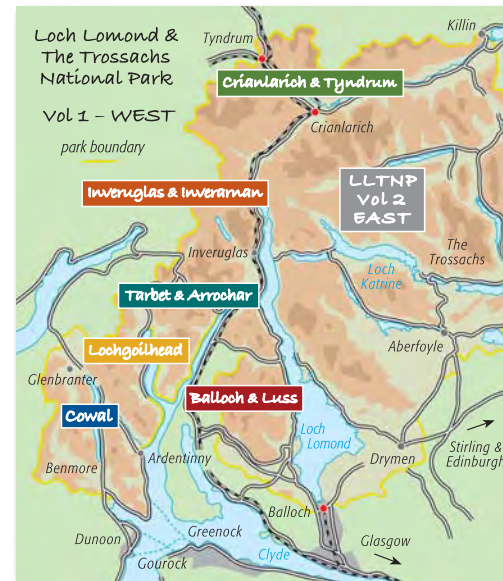 Loch Lomond &
The Trossachs
National Park
Vol 1 – WEST
park boundary
Tyndrum
Killin
Crianlarich & Tyndrum
Crianlarich
Inveruglas & Inverarnan
LLTNP
Vol 2
EAST
Inveruglas
The
Trossachs
Loch
Katrine
Tarbet & Arrochar
Lochgoilhead
Aberfoyle
Glenbranter
Balloch & Luss
Cowal
Loch
Lomond
Benmore
Ardentinny
Drymen
Stirling &
Edinburgh
Balloch
Dunoon
Greenock
Glasgow
Clyde
Gourock